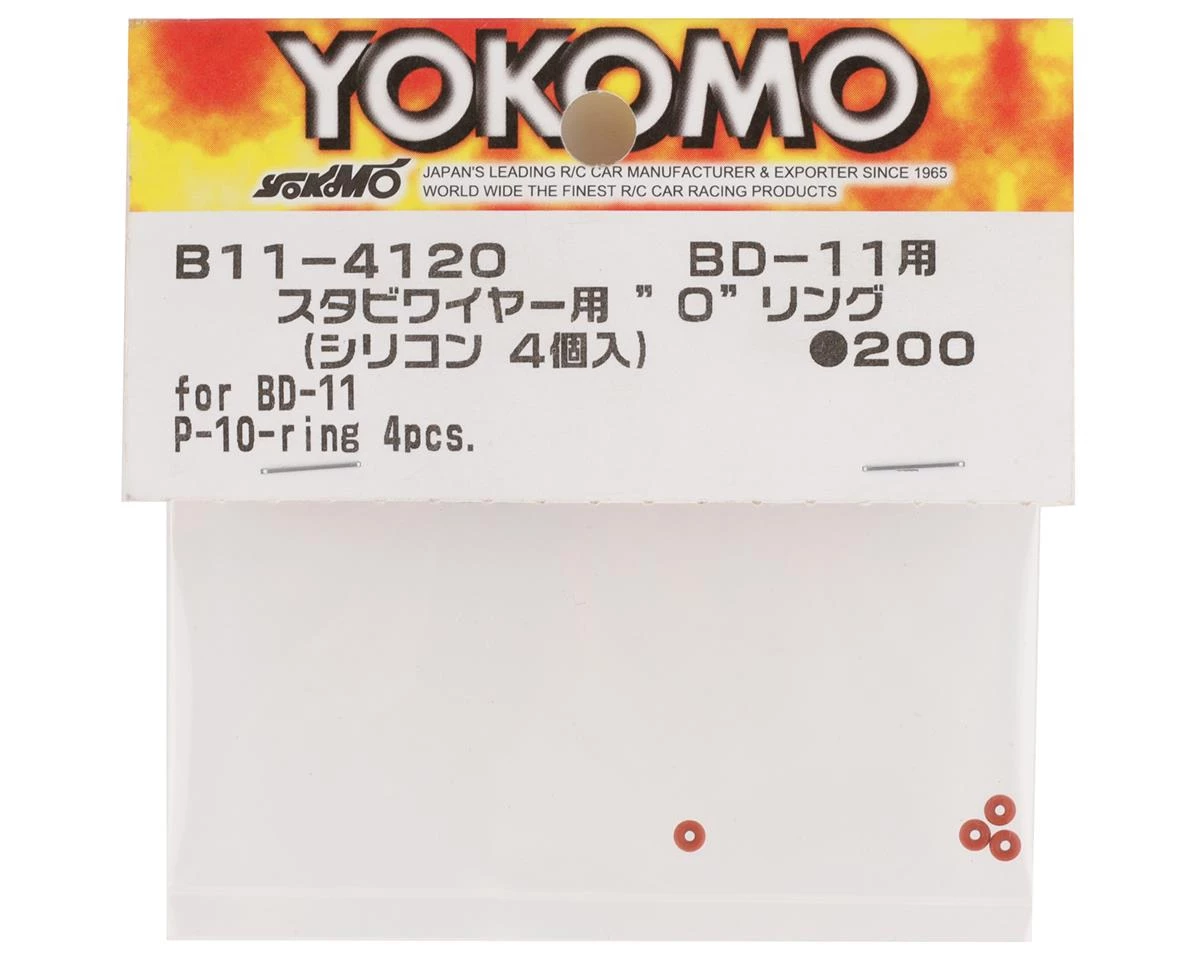 YOKOMO
YOKOMO JAPAN'S LEADING R/C CAR MANUFACTURER & EXPORTER SINCE 1965
WORLD WIDE THE FINEST R/C CAR RACING PRODUCTS
B11-4120 BD-11用
スタビワイヤー用 ”O” リング
(シリコン 4個入) ●200
for BD-11
P-10-ring 4pcs.